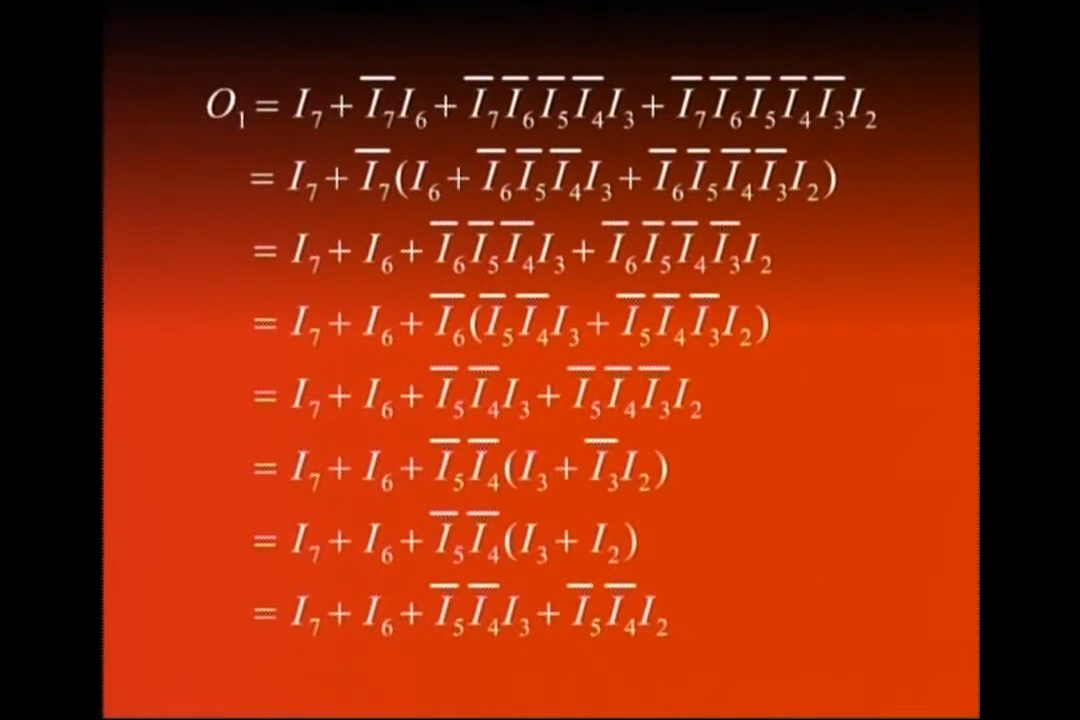 O₁ = I₇ + I̅₇I₆ + I̅₇I̅₆I̅₅I̅₄I₃ + I̅₇I̅₆I̅₅I̅₄I̅₃I₂
= I₇ + I̅₇(I₆ + I̅₆I̅₅I̅₄I₃ + I̅₆I̅₅I̅₄I̅₃I₂)
= I₇ + I₆ + I̅₆I̅₅I̅₄I₃ + I̅₆I̅₅I̅₄I̅₃I₂
= I₇ + I₆ + I̅₆(I̅₅I̅₄I₃ + I̅₅I̅₄I̅₃I₂)
= I₇ + I₆ + I̅₅I̅₄I₃ + I̅₅I̅₄I̅₃I₂
= I₇ + I₆ + I̅₅I̅₄(I₃ + I̅₃I₂)
= I₇ + I₆ + I̅₅I̅₄(I₃ + I₂)
= I₇ + I₆ + I̅₅I̅₄I₃ + I̅₅I̅₄I₂